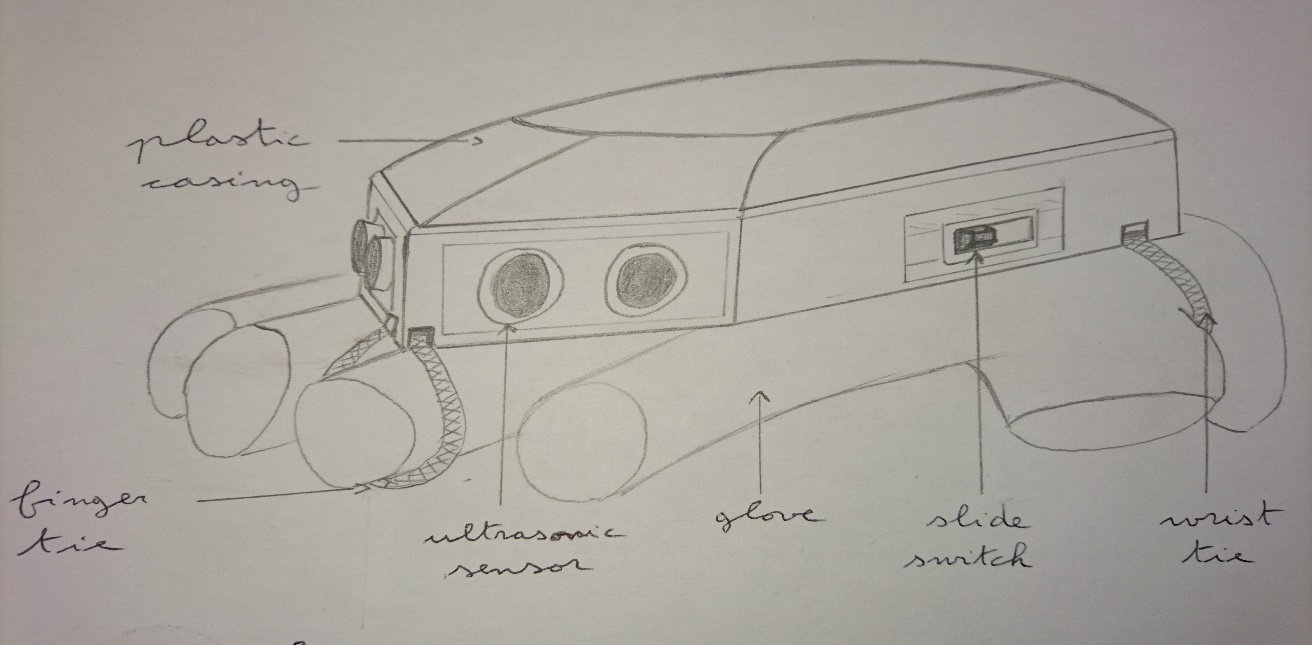 plastic
casing
finger
tie
ultrasonic
sensor
glove
slide
switch
wrist
tie